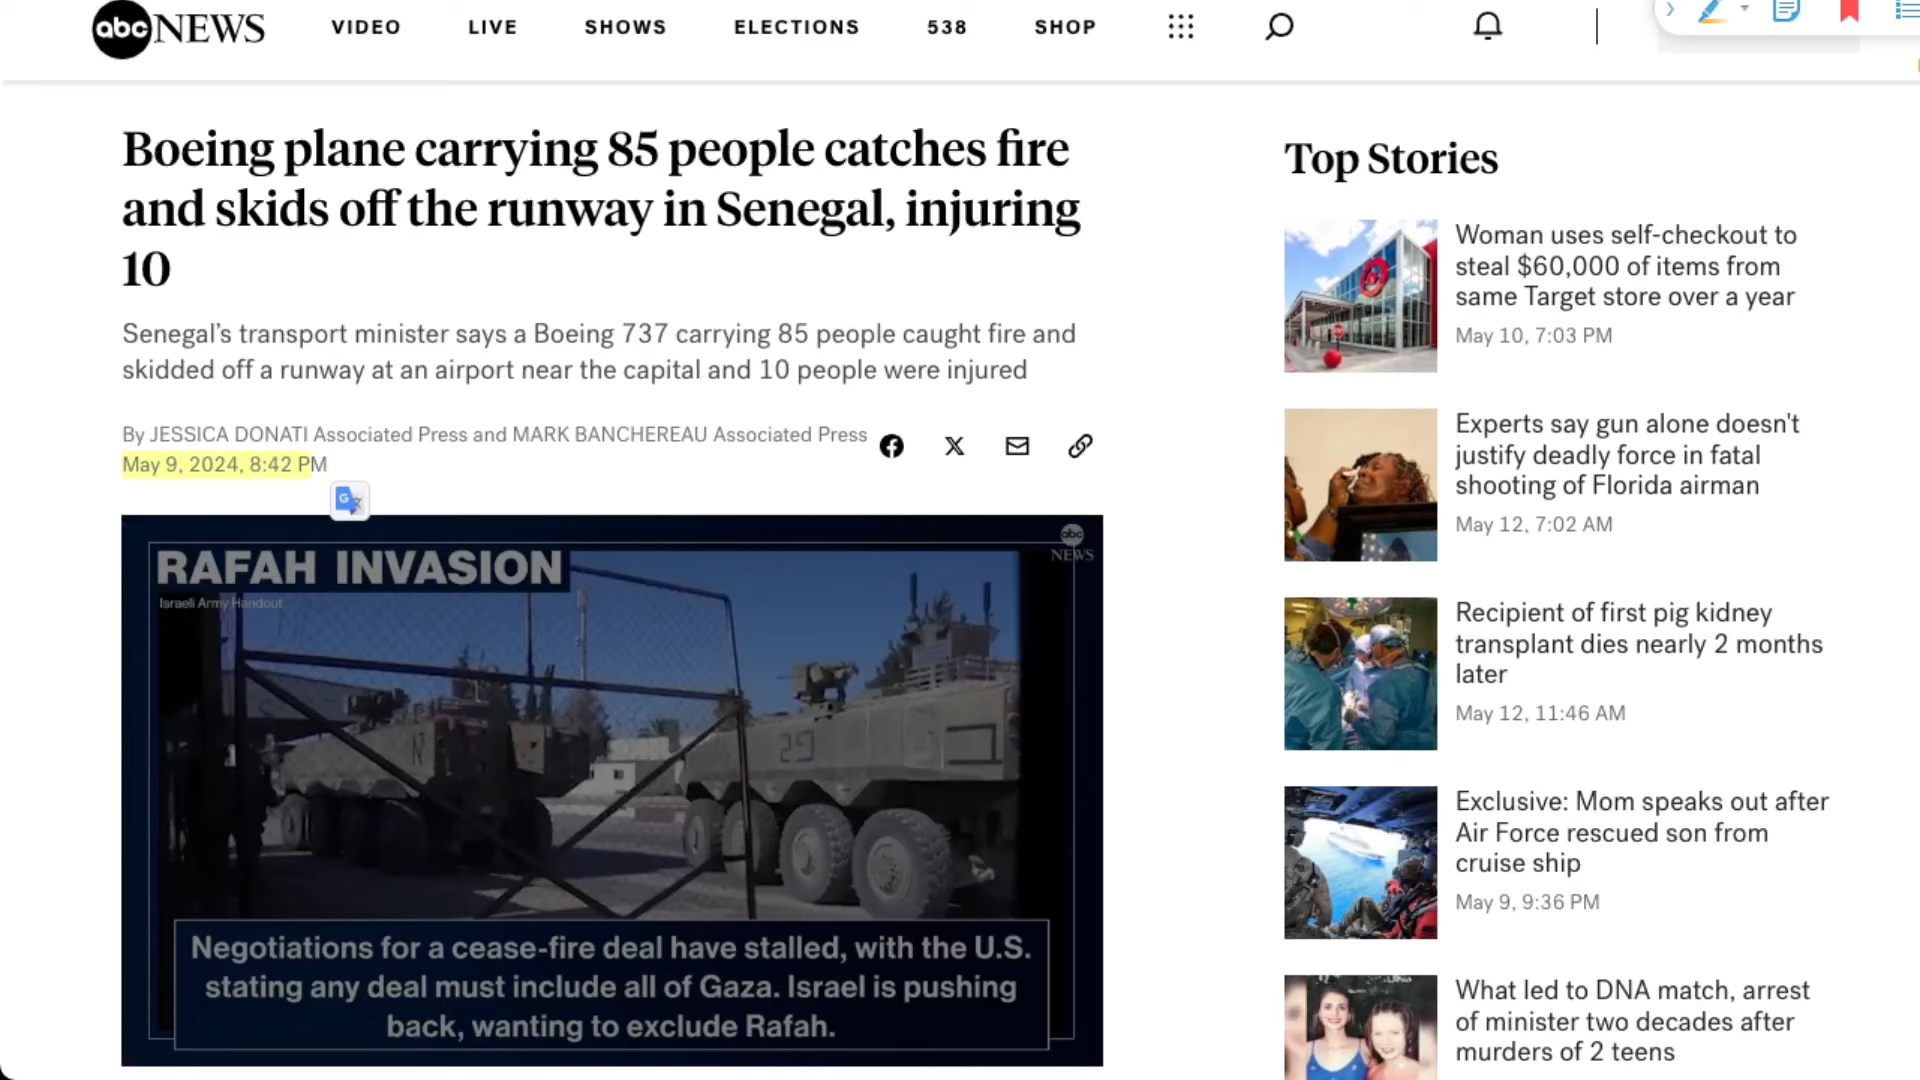 abc NEWS
VIDEO LIVE SHOWS ELECTIONS 538 SHOP
Boeing plane carrying 85 people catches fire
and skids off the runway in Senegal, injuring
10
Senegal’s transport minister says a Boeing 737 carrying 85 people caught fire and
skidded off a runway at an airport near the capital and 10 people were injured
By JESSICA DONATI Associated Press and MARK BANCHEREAU Associated Press
May 9, 2024, 8:42 PM
abc
NEWS
RAFAH INVASION
Israeli Army Handout
29
Negotiations for a cease-fire deal have stalled, with the U.S.
stating any deal must include all of Gaza. Israel is pushing
back, wanting to exclude Rafah.
Top Stories
Woman uses self-checkout to
steal $60,000 of items from
same Target store over a year
May 10, 7:03 PM
Experts say gun alone doesn't
justify deadly force in fatal
shooting of Florida airman
May 12, 7:02 AM
Recipient of first pig kidney
transplant dies nearly 2 months
later
May 12, 11:46 AM
Exclusive: Mom speaks out after
Air Force rescued son from
cruise ship
May 9, 9:36 PM
What led to DNA match, arrest
of minister two decades after
murders of 2 teens